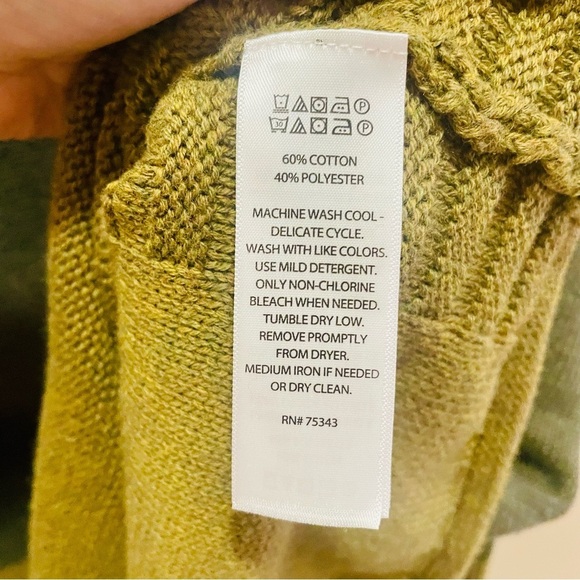 P
30 P
60% COTTON
40% POLYESTER
MACHINE WASH COOL -
DELICATE CYCLE.
WASH WITH LIKE COLORS.
USE MILD DETERGENT.
ONLY NON-CHLORINE
BLEACH WHEN NEEDED.
TUMBLE DRY LOW.
REMOVE PROMPTLY
FROM DRYER.
MEDIUM IRON IF NEEDED
OR DRY CLEAN.
RN# 75343